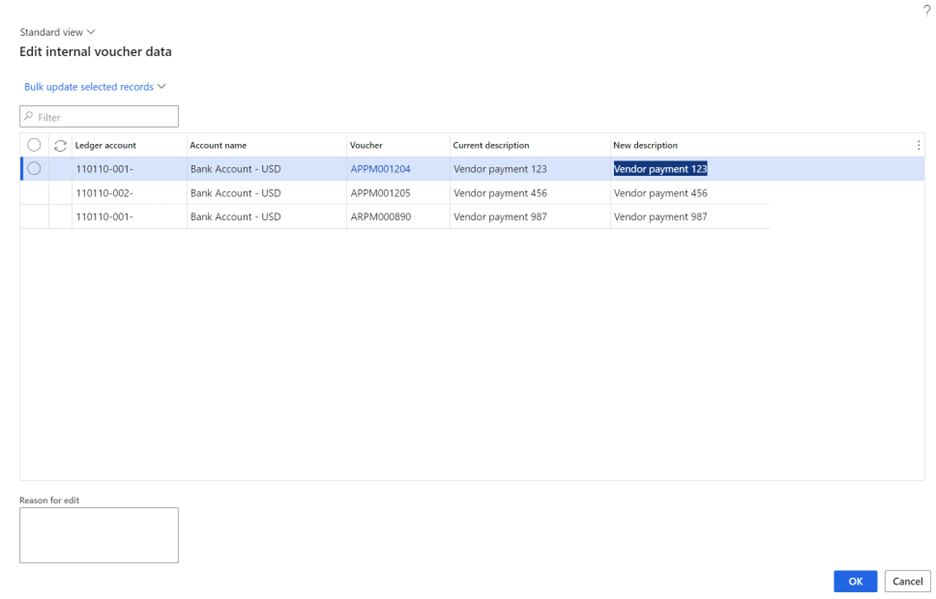 ?
Standard view
Edit internal voucher data
Bulk update selected records
Filter
Ledger account Account name Voucher Current description New description
110110-001- Bank Account - USD APPM001204 Vendor payment 123 Vendor payment 123
110110-002- Bank Account - USD APPM001205 Vendor payment 456 Vendor payment 456
110110-001- Bank Account - USD ARPM000890 Vendor payment 987 Vendor payment 987
Reason for edit
OK Cancel